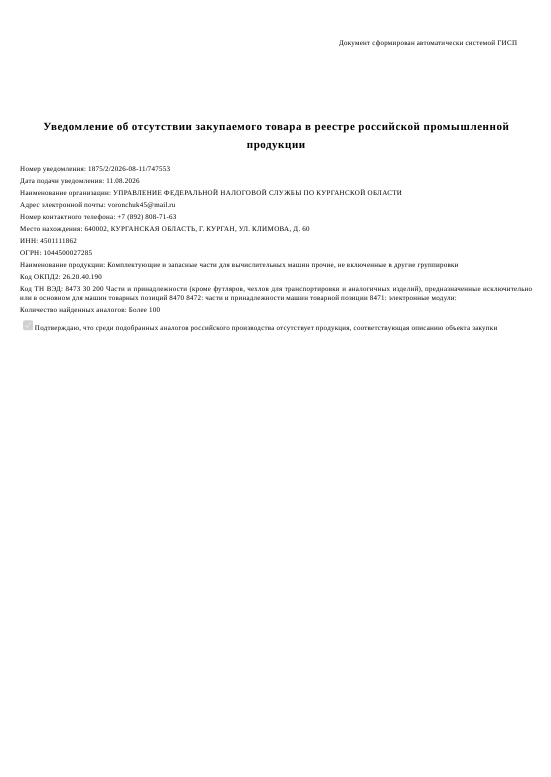 Документ сформирован автоматически системой ГИСП
Уведомление об отсутствии закупаемого товара в реестре российской промышленной
продукции
Номер уведомления: 1875/2/2026-08-11/747553
Дата подачи уведомления: 11.08.2026
Наименование организации: УПРАВЛЕНИЕ ФЕДЕРАЛЬНОЙ НАЛОГОВОЙ СЛУЖБЫ ПО КУРГАНСКОЙ ОБЛАСТИ
Адрес электронной почты: voronchuk45@mail.ru
Номер контактного телефона: +7 (892) 808-71-63
Место нахождения: 640002, КУРГАНСКАЯ ОБЛАСТЬ, Г. КУРГАН, УЛ. КЛИМОВА, Д. 60
ИНН: 4501111862
ОГРН: 1044500027285
Наименование продукции: Комплектующие и запасные части для вычислительных машин прочие, не включенные в другие группировки
Код ОКПД2: 26.20.40.190
Код ТН ВЭД: 8473 30 200 Части и принадлежности (кроме футляров, чехлов для транспортировки и аналогичных изделий), предназначенные исключительно
или в основном для машин товарных позиций 8470 8472: части и принадлежности машин товарной позиции 8471: электронные модули:
Количество найденных аналогов: Более 100
Подтверждаю, что среди подобранных аналогов российского производства отсутствует продукция, соответствующая описанию объекта закупки